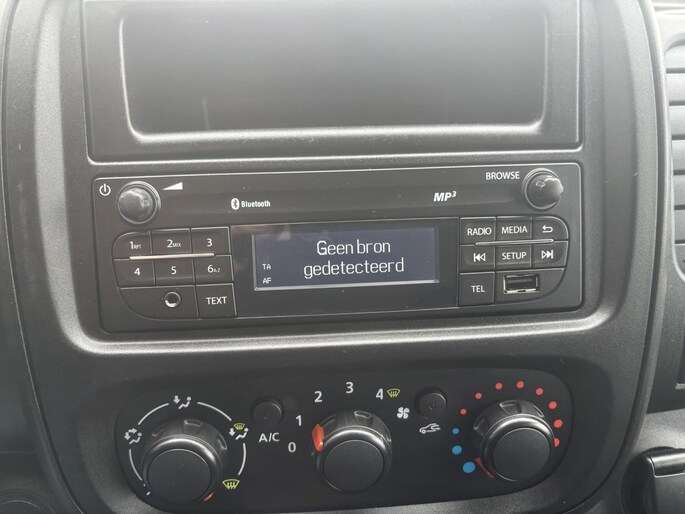 BROWSE
Bluetooth
MP3
1RPT 2MIX 3
RADIO MEDIA
Geen bron
gedetecteerd
TA
AF
4 5 6A-Z
SETUP
TEXT
TEL
0 1 2 3 4
A/C